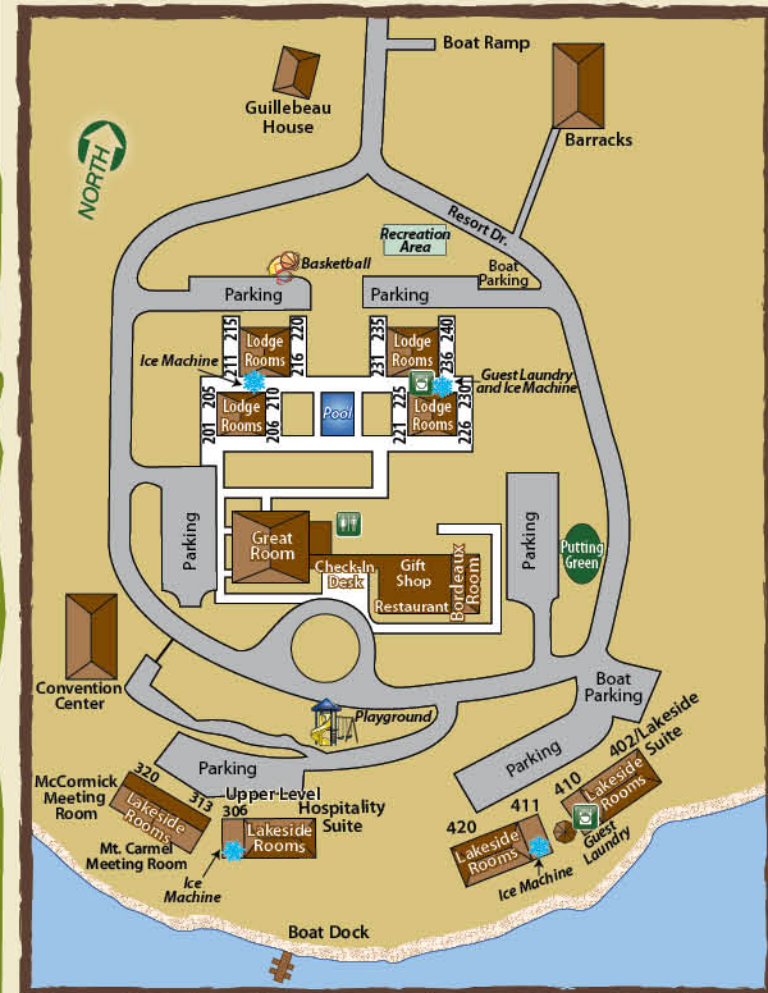 Boat Ramp
Guillebeau
House
Barracks
NORTH
Resort Dr.
Recreation
Area
Basketball
Boat
Parking
Parking
Parking
215
220
235
240
Lodge
Rooms
Lodge
Rooms
Ice Machine
211
216
231
236
Guest Laundry
and Ice Machine
205
210
225
230
Lodge
Rooms
Pool
Lodge
Rooms
201
206
221
226
Parking
Great
Room
Check-In
Desk
Gift
Shop
Restaurant
Bordeaux
Room
Parking
Putting
Green
Convention
Center
Boat
Parking
Playground
Parking
Parking
402/Lakeside
Suite
McCormick
Meeting
Room
320
313
Lakeside
Rooms
Mt. Carmel
Meeting Room
Upper Level
306
Hospitality
Suite
Lakeside
Rooms
Ice
Machine
420
411
Lakeside
Rooms
Ice Machine
410
Lakeside
Rooms
Guest
Laundry
Boat Dock